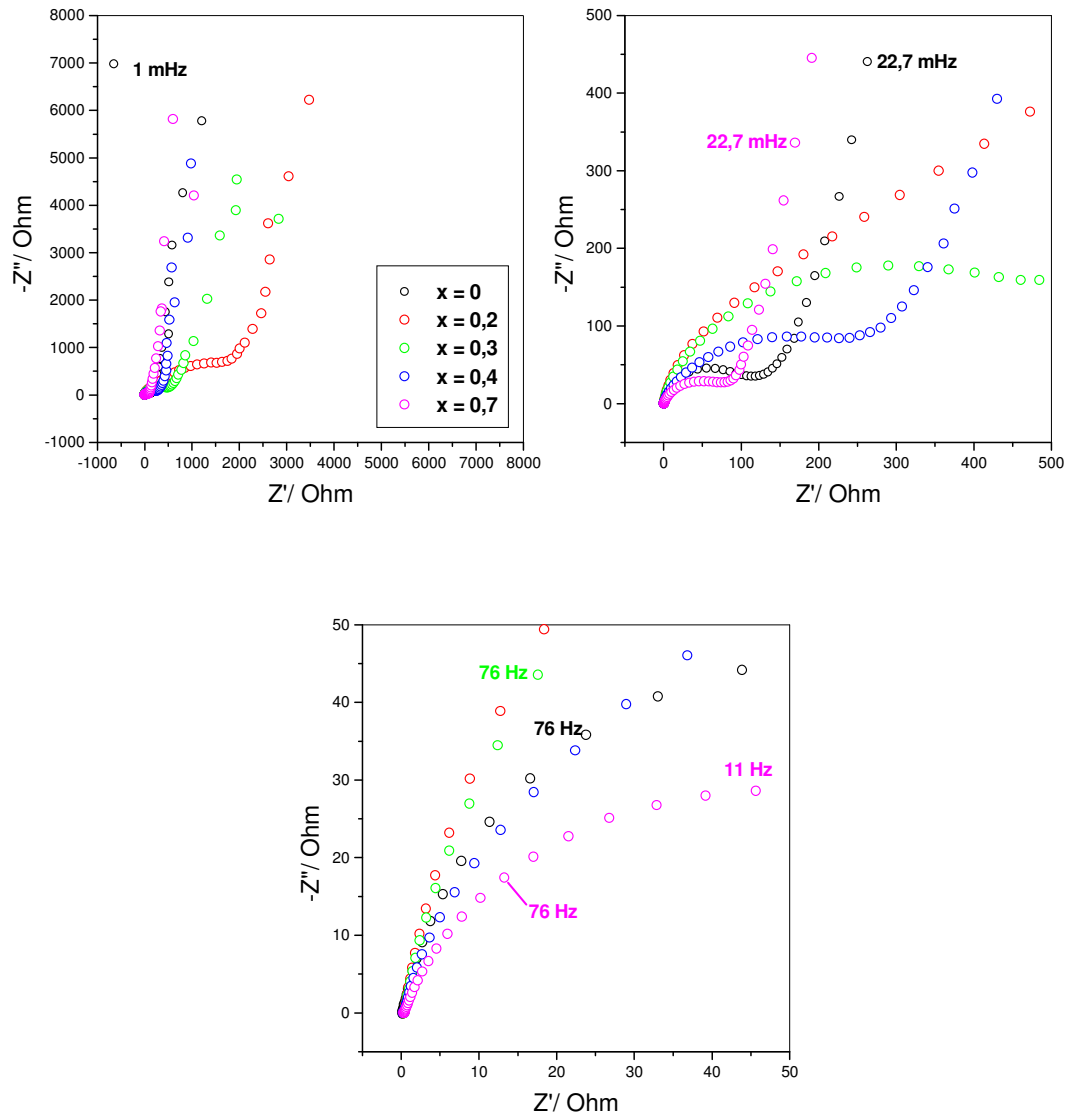 8000
7000
6000
5000
4000
3000
2000
1000
0
-1000
-1000 0 1000 2000 3000 4000 5000 6000 7000 8000
-Z"/ Ohm
Z'/ Ohm
1 mHz
x = 0
x = 0,2
x = 0,3
x = 0,4
x = 0,7
500
400
300
200
100
0
0 100 200 300 400 500
-Z"/ Ohm
Z'/ Ohm
22,7 mHz
22,7 mHz
50
40
30
20
10
0
0 10 20 30 40 50
-Z"/ Ohm
Z'/ Ohm
76 Hz
76 Hz
11 Hz
76 Hz